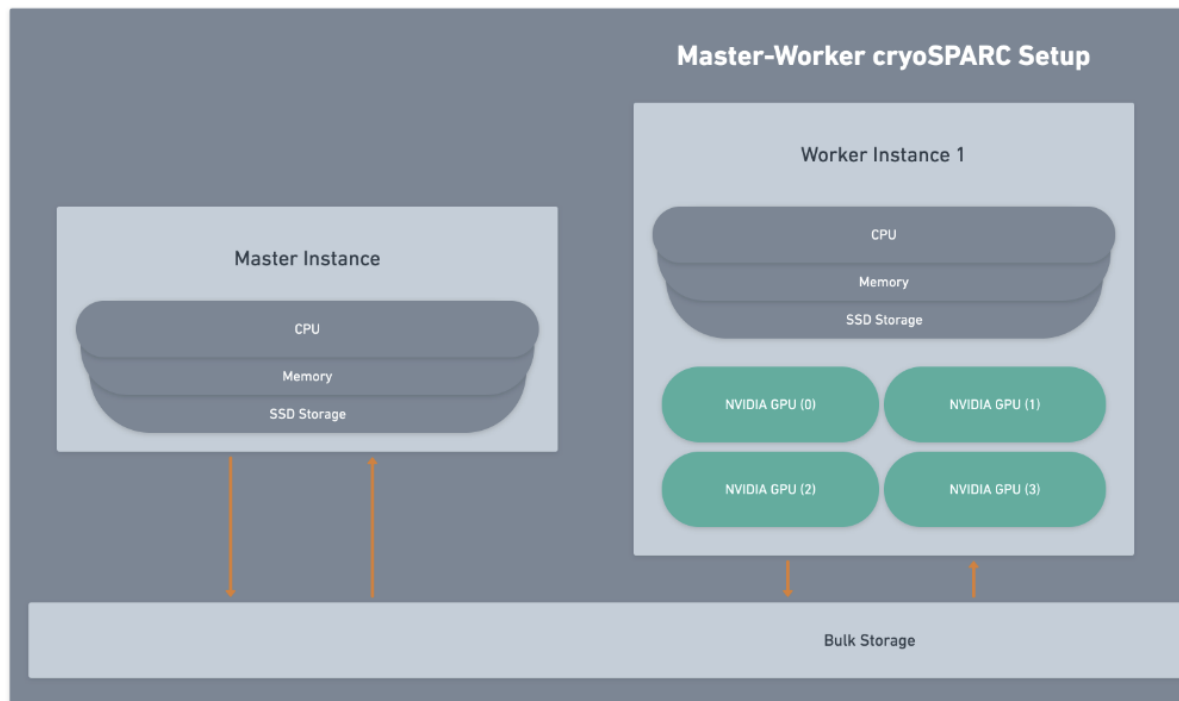 Master-Worker cryoSPARC Setup
Master Instance
CPU
Memory
SSD Storage
Worker Instance 1
CPU
Memory
SSD Storage
NVIDIA GPU (0)
NVIDIA GPU (1)
NVIDIA GPU (2)
NVIDIA GPU (3)
Bulk Storage